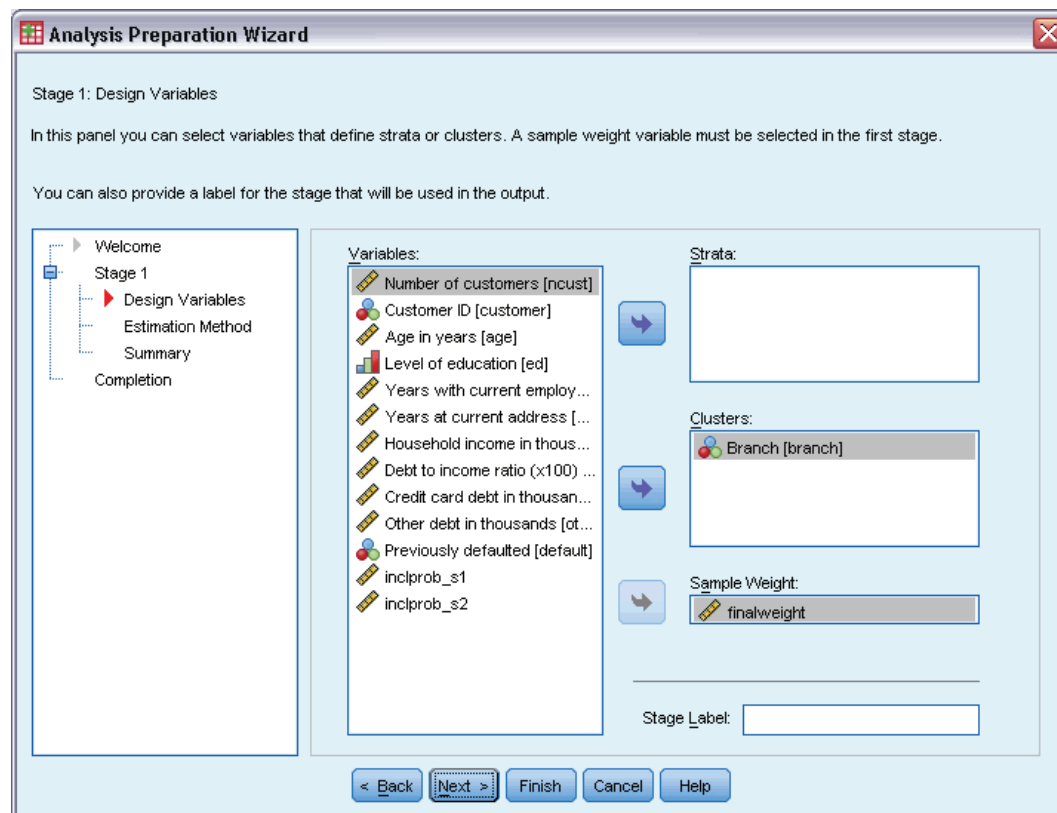 Analysis Preparation Wizard
Stage 1: Design Variables
In this panel you can select variables that define strata or clusters. A sample weight variable must be selected in the first stage.
You can also provide a label for the stage that will be used in the output.
Welcome
Stage 1
Design Variables
Estimation Method
Summary
Completion
Variables:
Number of customers [ncust]
Customer ID [customer]
Age in years [age]
Level of education [ed]
Years with current employ...
Years at current address [...
Household income in thous...
Debt to income ratio (x100) ...
Credit card debt in thousan...
Other debt in thousands [ot...
Previously defaulted [default]
inclprob_s1
inclprob_s2
Strata:
Clusters:
Branch [branch]
Sample Weight:
finalweight
Stage Label:
< Back
Next >
Finish
Cancel
Help